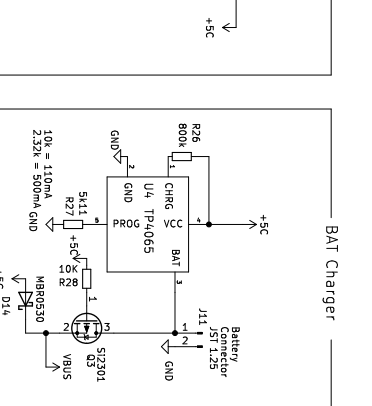 +5C
BAT Charger
R26
800k
GND
2
1
U4 TP4065
GND
CHRG
PROG
VCC
BAT
5
4
3
+5C
10k = 110mA
2.32k = 500mA
GND
5k11
R27
+5C
10K
R28
1
2
3
MBR0530
D14
SI2301
Q3
VBUS
J11
Battery
Connector
JST 1.25
1
2
GND